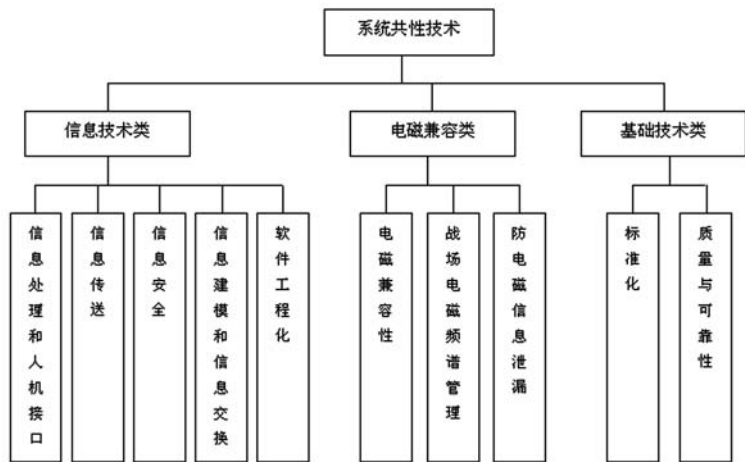 系统共性技术
信息技术类
电磁兼容类
基础技术类
信息处理和人机接口
信息传送
信息安全
信息建模和信息交换
软件工程化
电磁兼容性
战场电磁频谱管理
防电磁信息泄漏
标准化
质量与可靠性